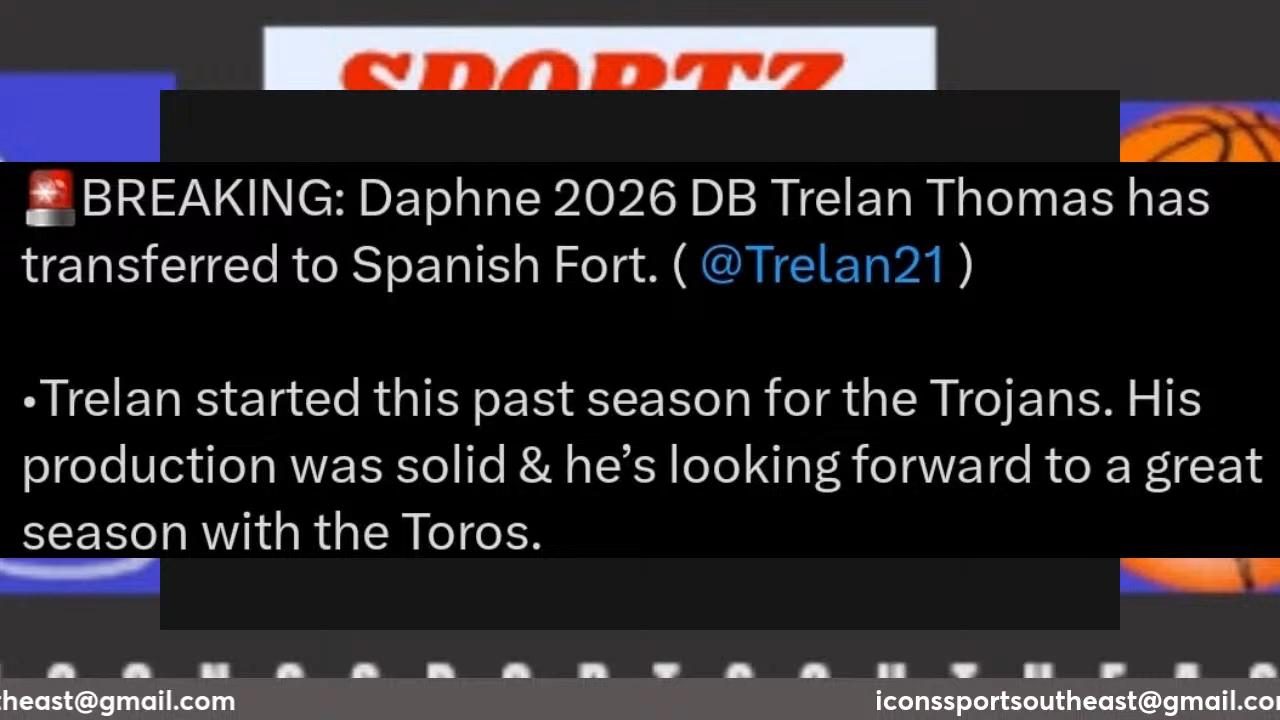 SPORTZ
🚨BREAKING: Daphne 2026 DB Trelan Thomas has
transferred to Spanish Fort. ( @Trelan21 )
•Trelan started this past season for the Trojans. His
production was solid & he’s looking forward to a great
season with the Toros.
theast@gmail.com iconssportsoutheast@gmail.co